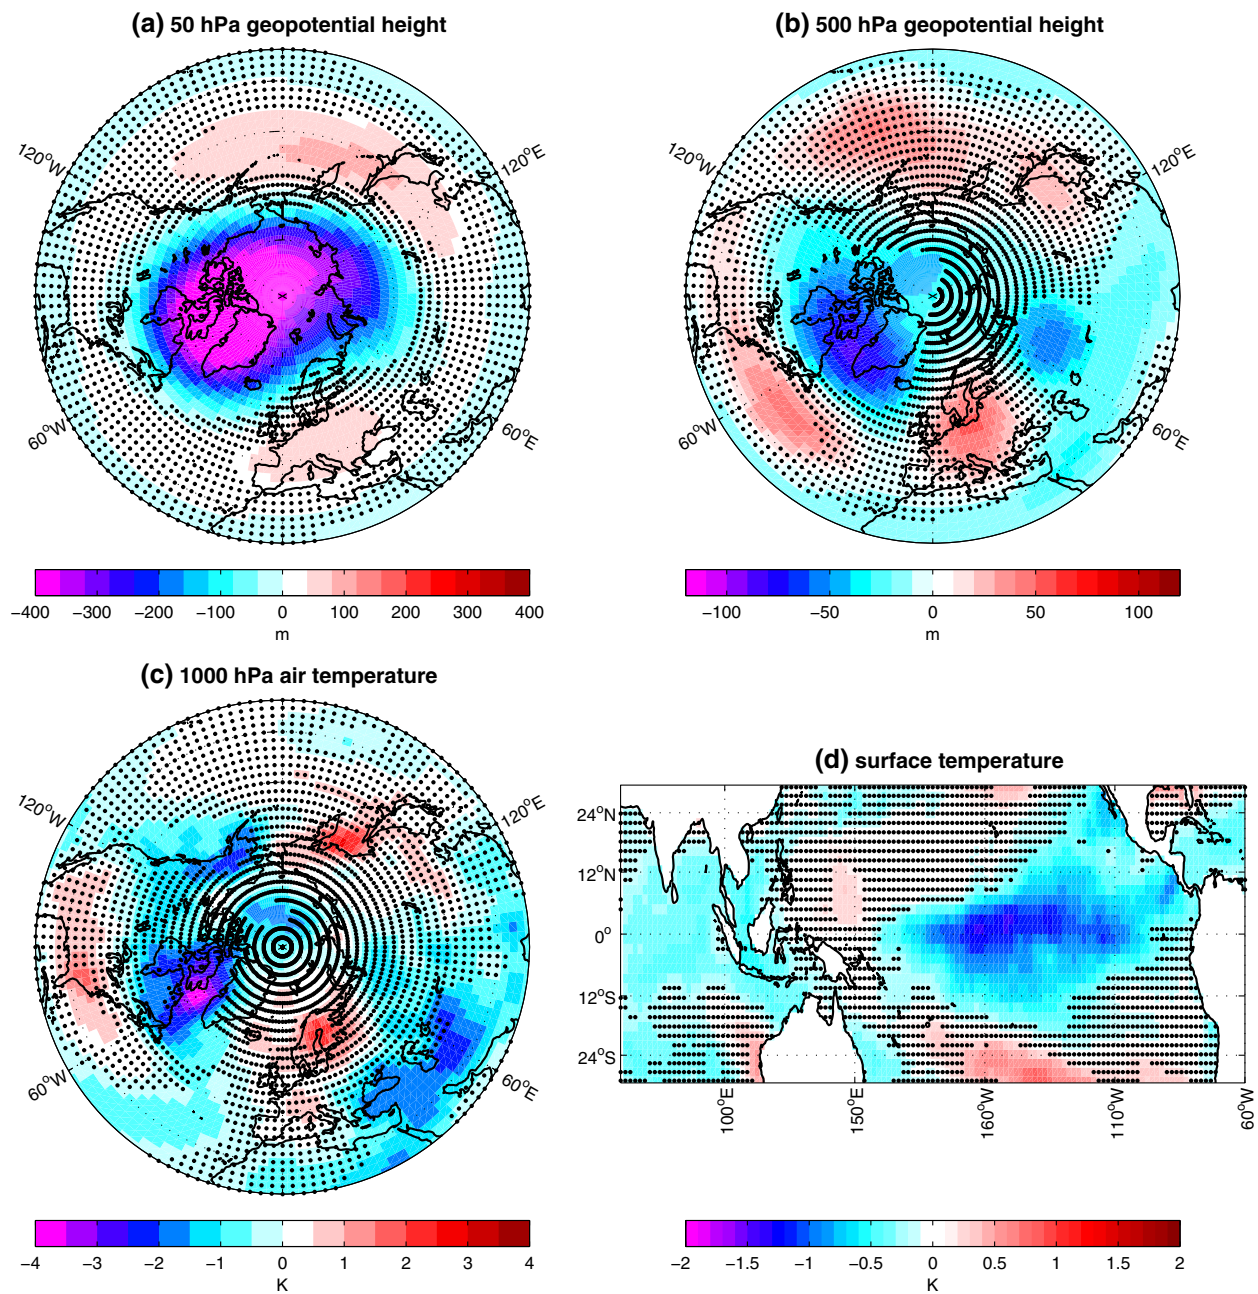 (a) 50 hPa geopotential height
120°W
120°E
60°W
60°E
−400 −300 −200 −100 0 100 200 300 400
m
(b) 500 hPa geopotential height
120°W
120°E
60°W
60°E
−100 −50 0 50 100
m
(c) 1000 hPa air temperature
120°W
120°E
60°W
60°E
−4 −3 −2 −1 0 1 2 3 4
K
(d) surface temperature
24°N
12°N
0°
12°S
24°S
100°E 150°E 160°W 110°W 60°W
−2 −1.5 −1 −0.5 0 0.5 1 1.5 2
K